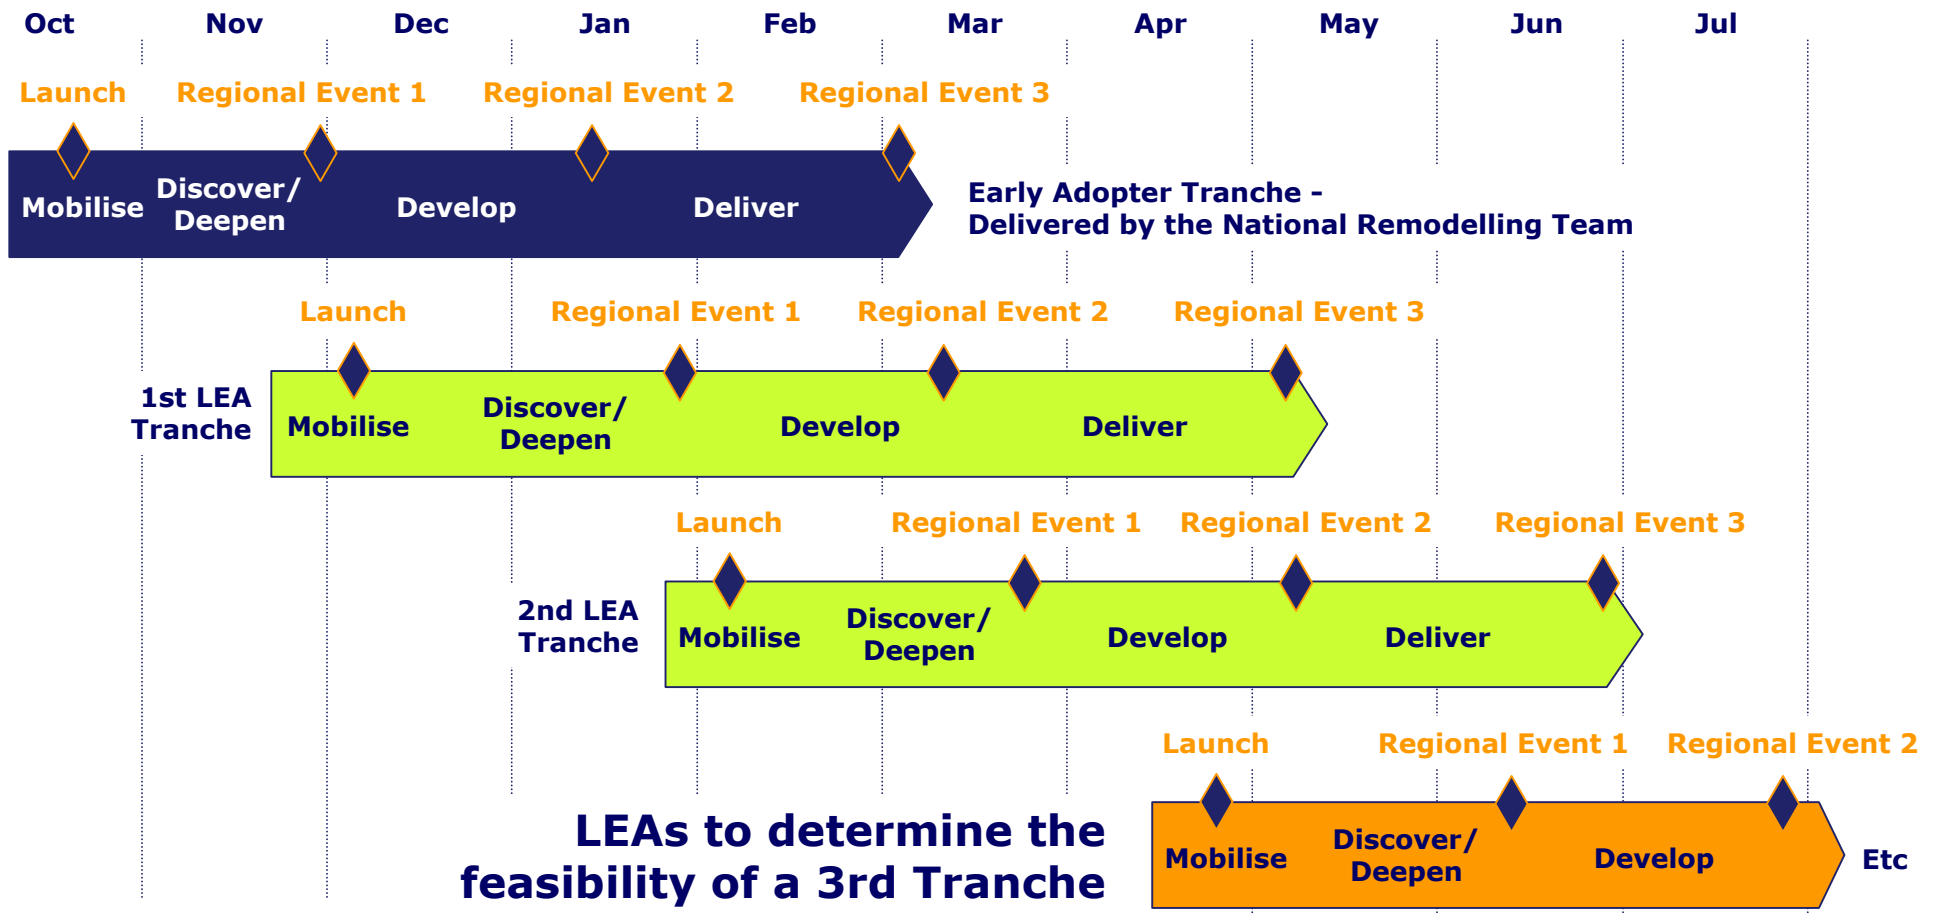 Oct Nov Dec Jan Feb Mar Apr May Jun Jul
Launch Regional Event 1 Regional Event 2 Regional Event 3
Mobilise
Discover/
Deepen
Develop
Deliver
Early Adopter Tranche -
Delivered by the National Remodelling Team
Launch Regional Event 1 Regional Event 2 Regional Event 3
1st LEA
Tranche
Mobilise
Discover/
Deepen
Develop
Deliver
Launch Regional Event 1 Regional Event 2 Regional Event 3
2nd LEA
Tranche
Mobilise
Discover/
Deepen
Develop
Deliver
Launch Regional Event 1 Regional Event 2
LEAs to determine the
feasibility of a 3rd Tranche
Mobilise
Discover/
Deepen
Develop
Etc